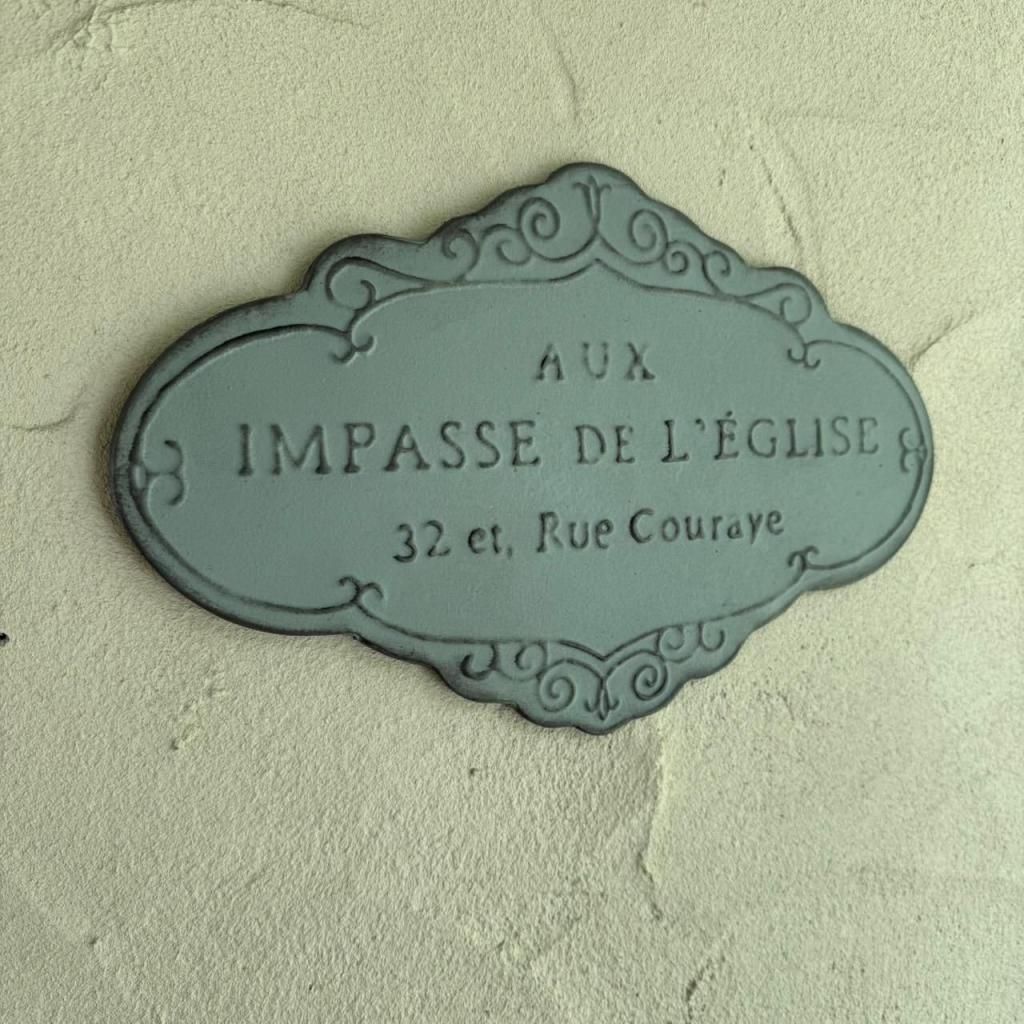 AUX
IMPASSE DE L'ÉGLISE
32 et, Rue Couraye